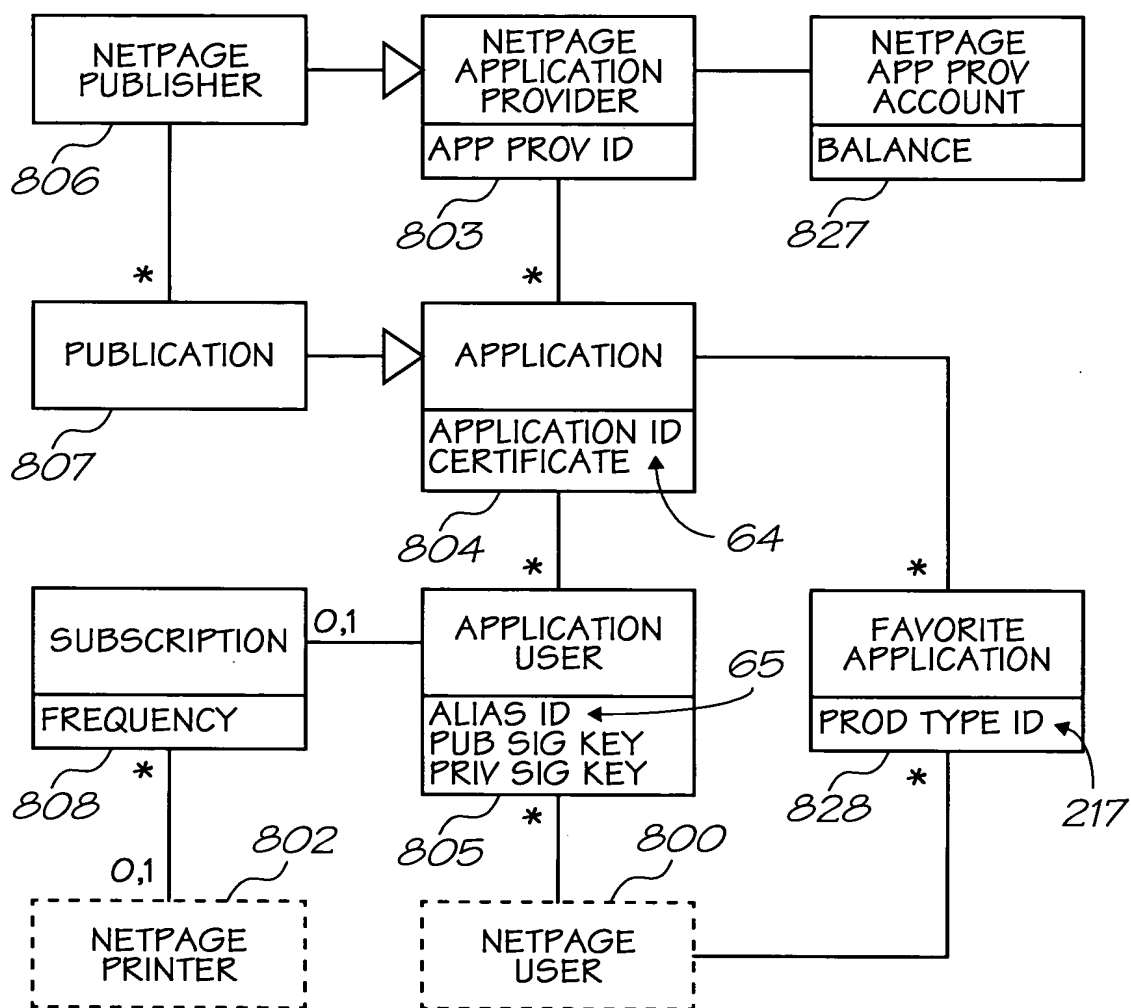 NETPAGE
PUBLISHER
806
NETPAGE
APPLICATION
PROVIDER
APP PROV ID
803
NETPAGE
APP PROV
ACCOUNT
BALANCE
827
*
*
PUBLICATION
807
APPLICATION
APPLICATION ID
CERTIFICATE
64
804
*
*
SUBSCRIPTION
FREQUENCY
808
0,1
APPLICATION
USER
ALIAS ID
PUB SIG KEY
PRIV SIG KEY
65
805
FAVORITE
APPLICATION
PROD TYPE ID
217
828
*
*
*
0,1
802
NETPAGE
PRINTER
800
NETPAGE
USER